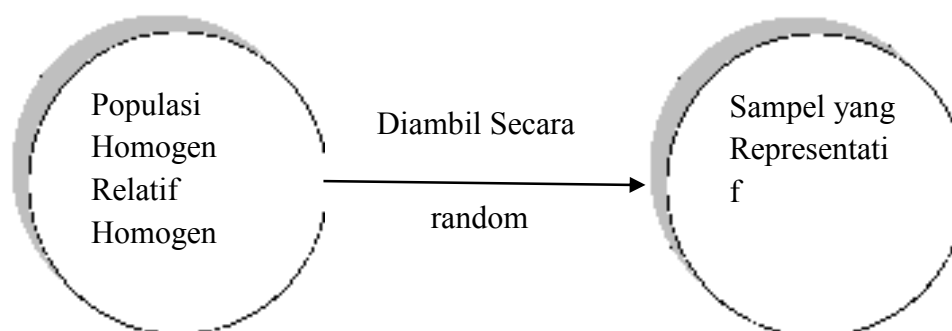 Populasi
Homogen
Relatif
Homogen
Diambil Secara
random
Sampel yang
Representati
f